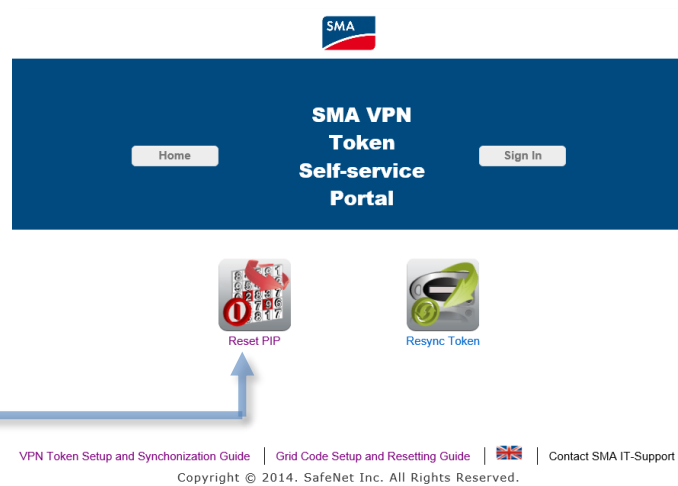 SMA
SMA VPN
Token
Self-service
Portal
Home
Sign In
Reset PIP
Resync Token
VPN Token Setup and Synchonization Guide
Grid Code Setup and Resetting Guide
Contact SMA IT-Support
Copyright © 2014. SafeNet Inc. All Rights Reserved.